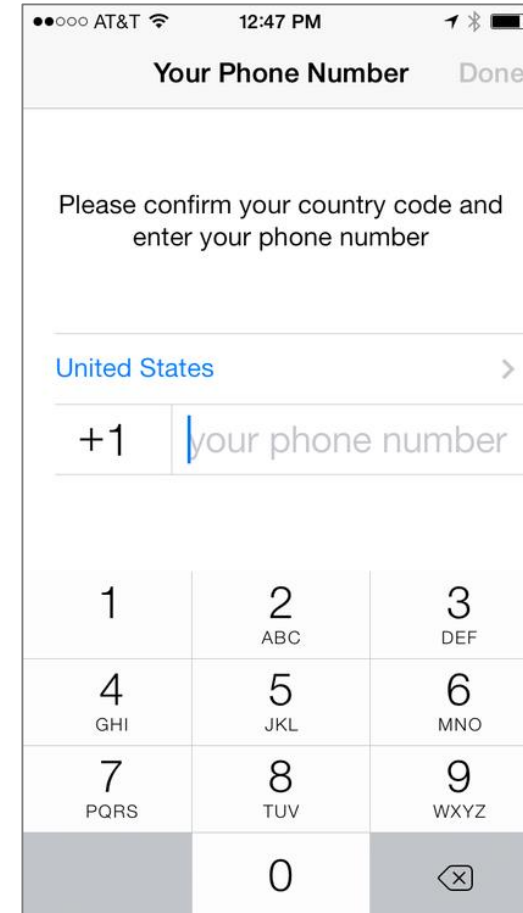 AT&T 12:47 PM
Your Phone Number Done
Please confirm your country code and
enter your phone number
United States
+1 your phone number
1 2 3
ABC DEF
4 5 6
GHI JKL MNO
7 8 9
PQRS TUV WXYZ
0